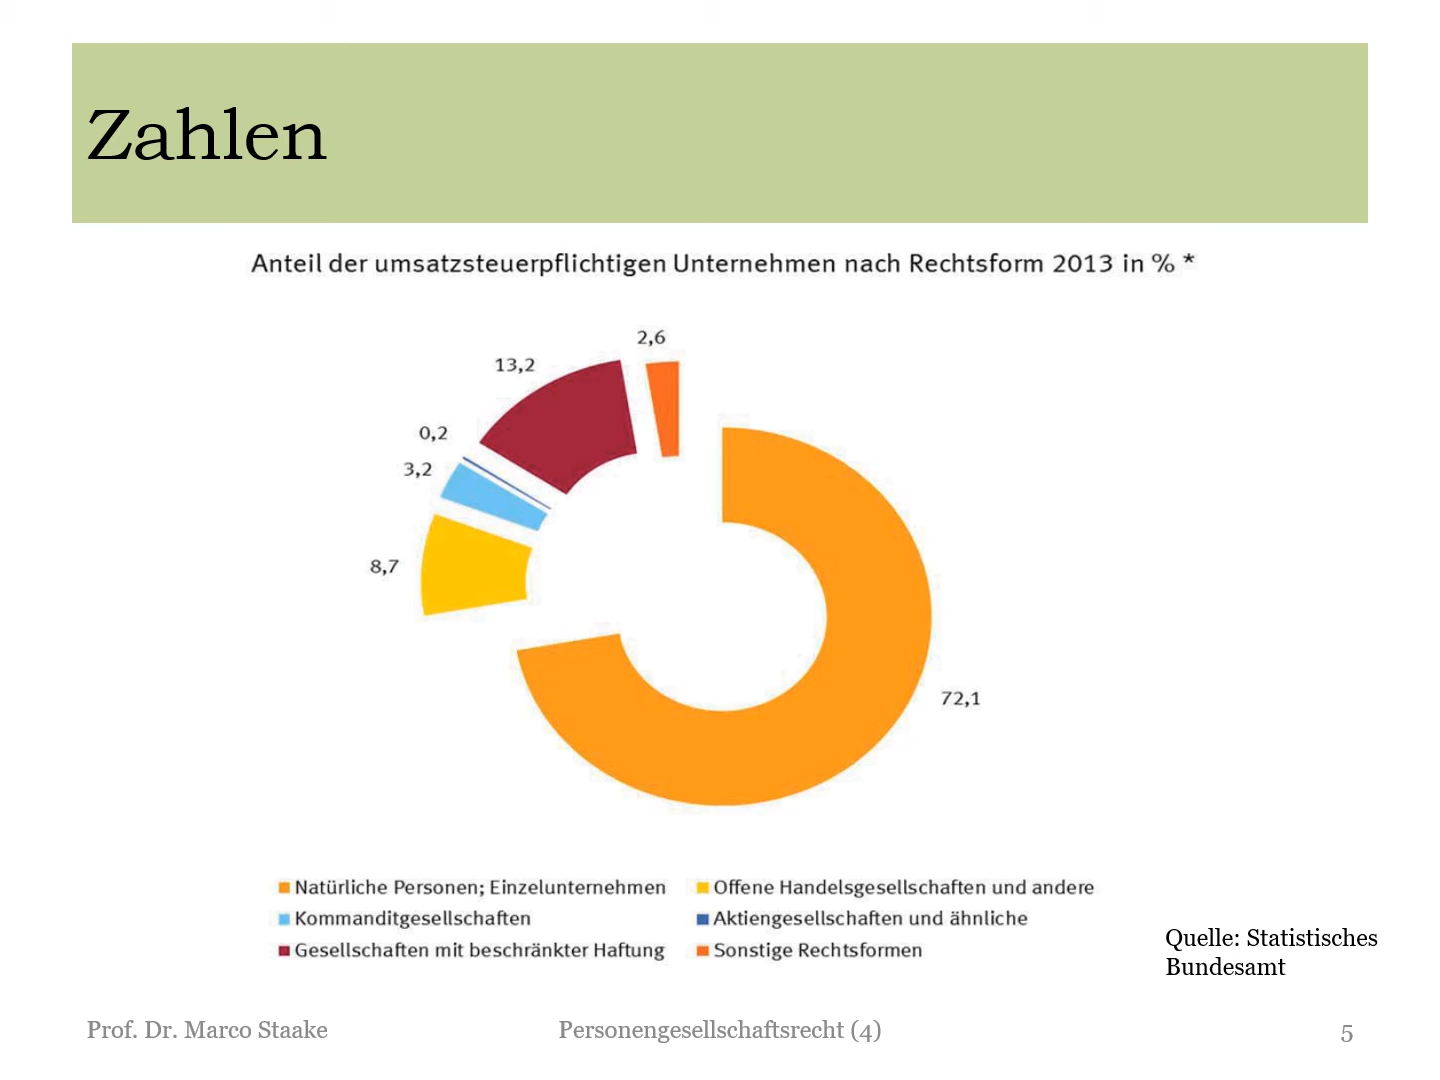 Zahlen
Anteil der umsatzsteuerpflichtigen Unternehmen nach Rechtsform 2013 in % *
2,6
13,2
0,2
3,2
8,7
72,1
Natürliche Personen; Einzelunternehmen
Offene Handelsgesellschaften und andere
Kommanditgesellschaften
Aktiengesellschaften und ähnliche
Gesellschaften mit beschränkter Haftung
Sonstige Rechtsformen
Quelle: Statistisches
Bundesamt
Prof. Dr. Marco Staake
Personengesellschaftsrecht (4)
5